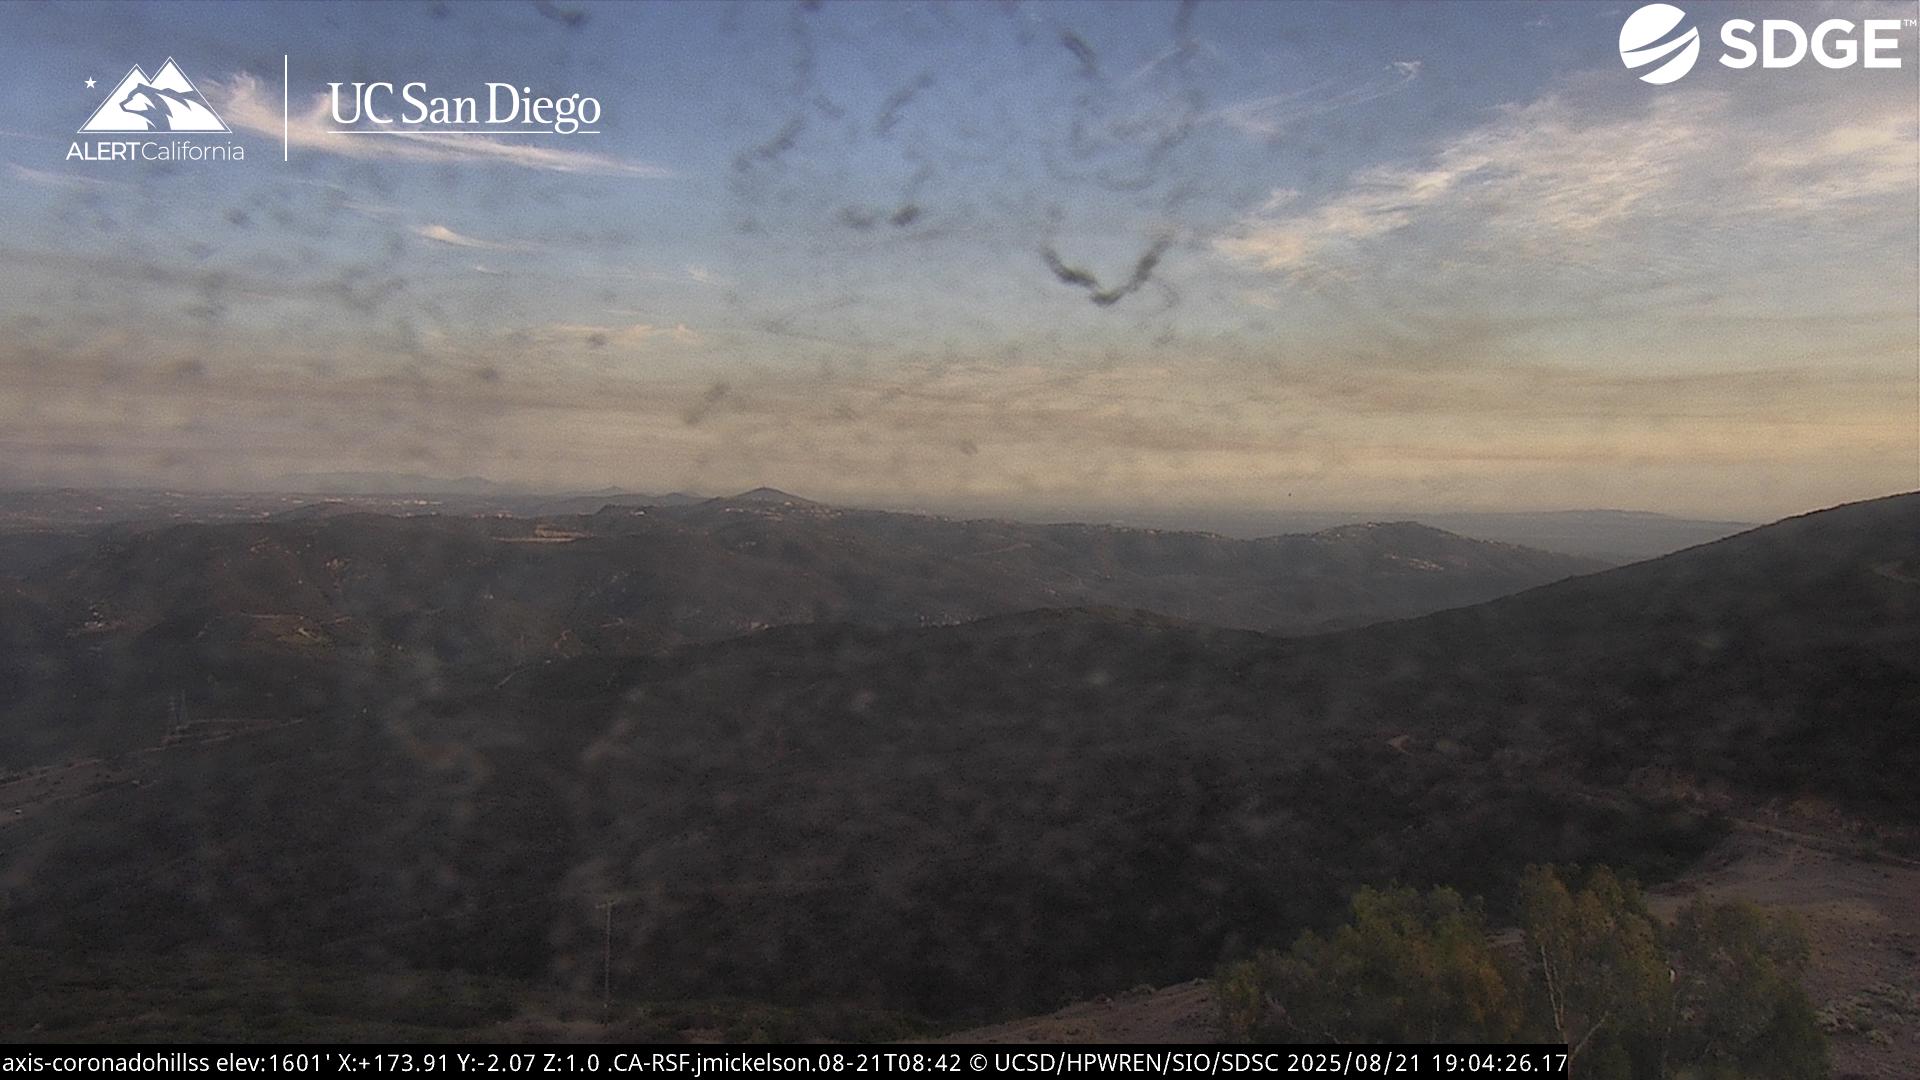 SDGE™
UC San Diego
ALERTCalifornia
axis-coronadohillss elev:1601' X:+173.91 Y:-2.07 Z:1.0 .CA-RSF.jmickelson.08-21T08:42 © UCSD/HPWREN/SIO/SDSC 2025/08/21 19:04:26.17